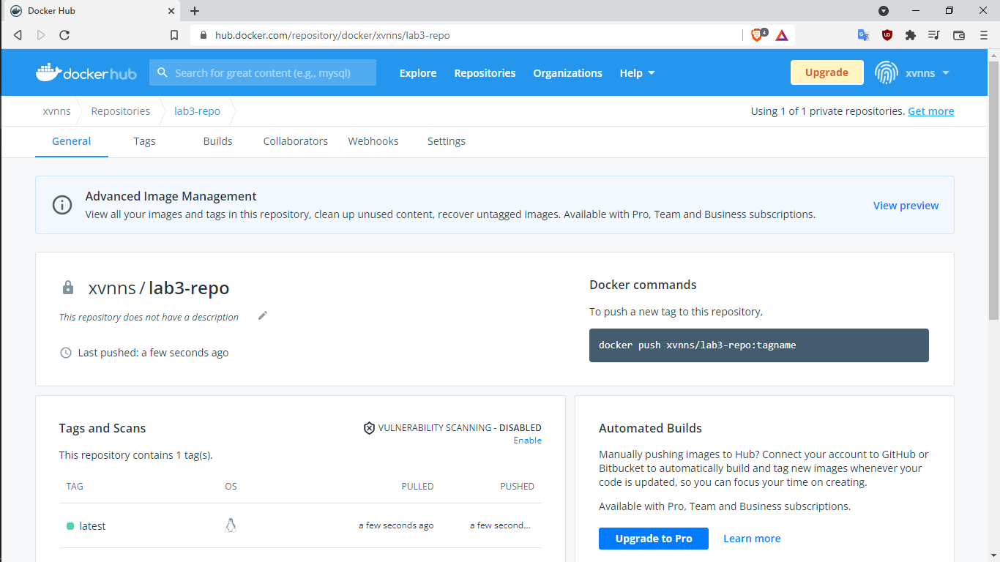 Docker Hub
hub.docker.com/repository/docker/xvnns/lab3-repo
4
UD
docker hub
Search for great content (e.g., mysql)
Explore
Repositories
Organizations
Help
Upgrade
xvnns
xvnns
Repositories
lab3-repo
Using 1 of 1 private repositories. Get more
General
Tags
Builds
Collaborators
Webhooks
Settings
Advanced Image Management
View all your images and tags in this repository, clean up unused content, recover untagged images. Available with Pro, Team and Business subscriptions.
View preview
xvnns / lab3-repo
This repository does not have a description
Last pushed: a few seconds ago
Docker commands
To push a new tag to this repository,
docker push xvnns/lab3-repo:tagname
Tags and Scans
VULNERABILITY SCANNING - DISABLED
Enable
This repository contains 1 tag(s).
TAG
OS
PULLED
PUSHED
latest
a few seconds ago
a few second...
Automated Builds
Manually pushing images to Hub? Connect your account to GitHub or
Bitbucket to automatically build and tag new images whenever your
code is updated, so you can focus your time on creating.
Available with Pro, Team and Business subscriptions.
Upgrade to Pro
Learn more